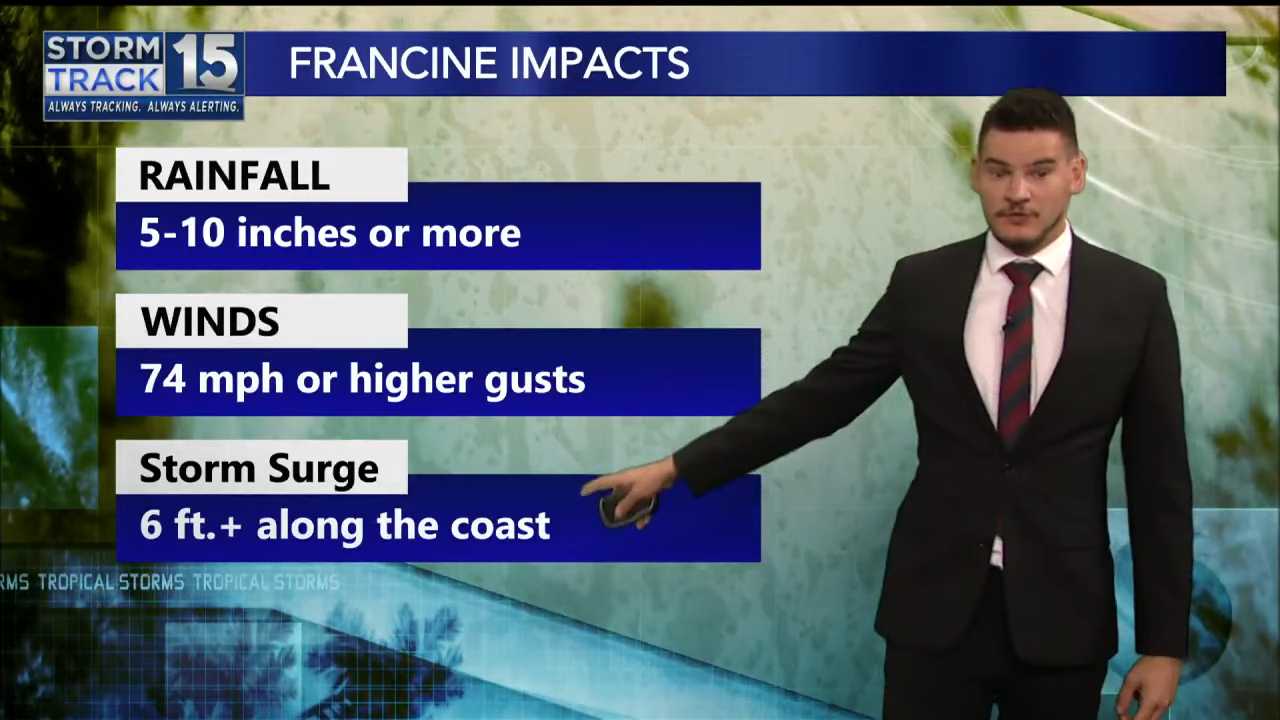 STORM
TRACK
15
ALWAYS TRACKING. ALWAYS ALERTING.
FRANCINE IMPACTS
RAINFALL
5-10 inches or more
WINDS
74 mph or higher gusts
Storm Surge
6 ft.+ along the coast
RMS TROPICAL STORMS TROPICAL STORMS